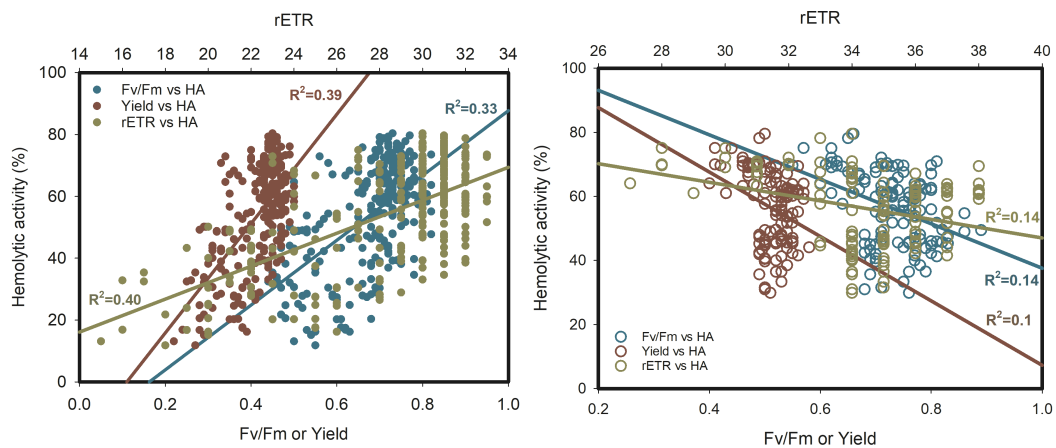 rETR
14 16 18 20 22 24 26 28 30 32 34
100
80
60
40
20
0
Hemolytic activity (%)
Fv/Fm vs HA
Yield vs HA
rETR vs HA
R²=0.39
R²=0.33
R²=0.40
0.0 0.2 0.4 0.6 0.8 1.0
Fv/Fm or Yield
rETR
26 28 30 32 34 36 38 40
100
80
60
40
20
0
Hemolytic activity (%)
R²=0.14
R²=0.14
R²=0.1
Fv/Fm vs HA
Yield vs HA
rETR vs HA
0.2 0.4 0.6 0.8 1.0
Fv/Fm or Yield